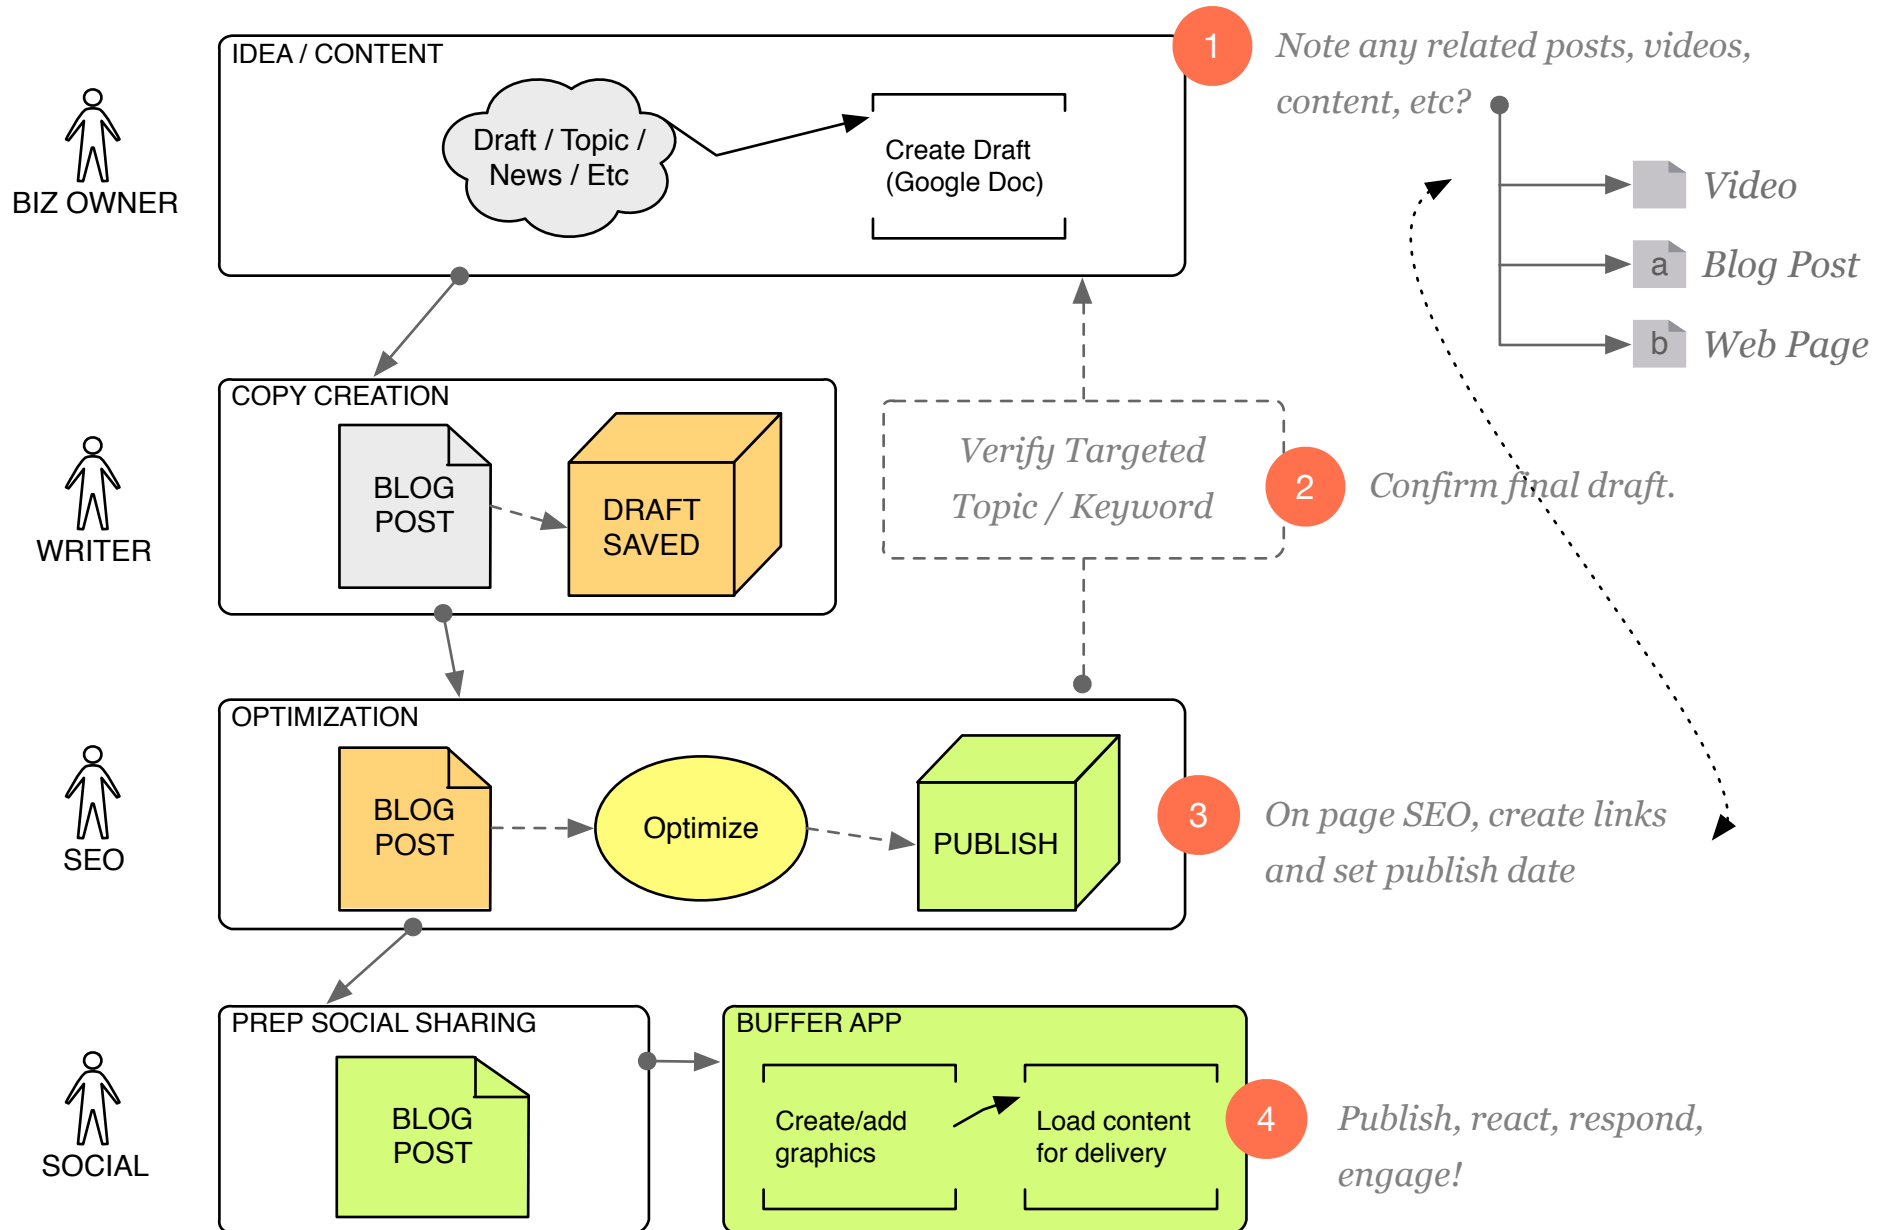 IDEA / CONTENT
1
Note any related posts, videos,
content, etc?
Draft / Topic /
News / Etc
Create Draft
(Google Doc)
BIZ OWNER
Video
a
Blog Post
b
Web Page
COPY CREATION
BLOG
POST
DRAFT
SAVED
WRITER
Verify Targeted
Topic / Keyword
2
Confirm final draft.
OPTIMIZATION
BLOG
POST
Optimize
PUBLISH
SEO
3
On page SEO, create links
and set publish date
PREP SOCIAL SHARING
BLOG
POST
SOCIAL
BUFFER APP
Create/add
graphics
Load content
for delivery
4
Publish, react, respond,
engage!